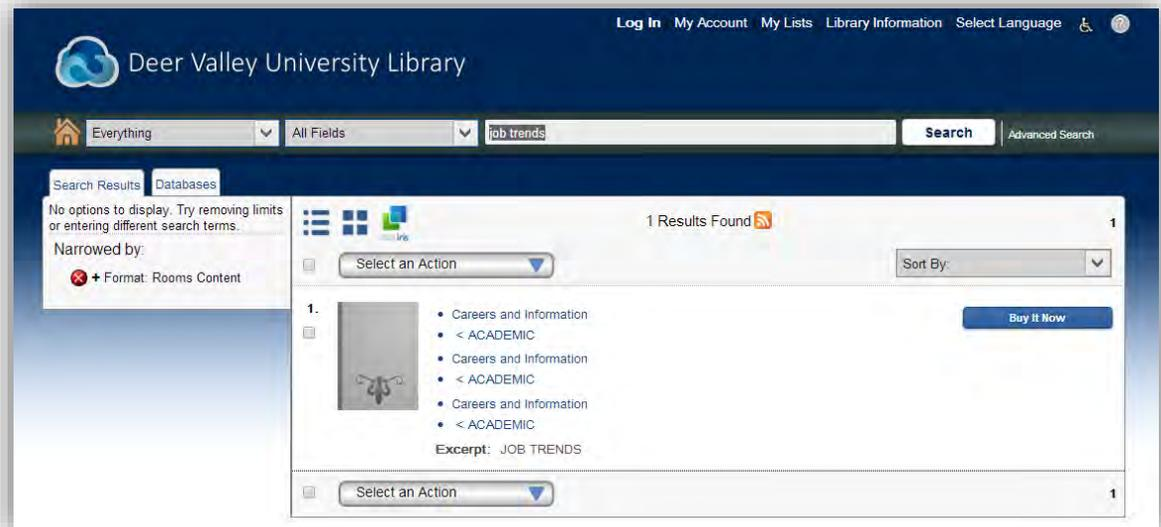 Log In My Account My Lists Library Information Select Language
Deer Valley University Library
Everything All Fields job trends Search Advanced Search
Search Results Databases
No options to display. Try removing limits
or entering different search terms.
Narrowed by:
+ Format: Rooms Content
iris 1 Results Found 1
Select an Action Sort By:
1.
• Careers and Information
• < ACADEMIC
• Careers and Information
• < ACADEMIC
• Careers and Information
• < ACADEMIC
Excerpt: JOB TRENDS
Buy It Now
Select an Action 1